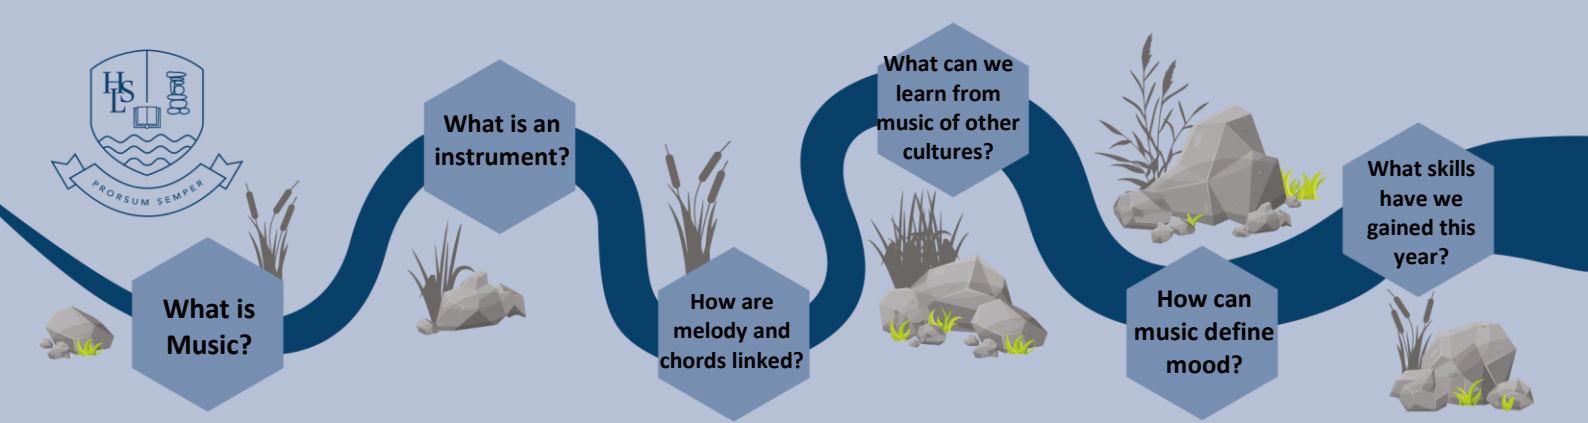 HLS
PRORSUM SEMPER
What is
Music?
What is an
instrument?
How are
melody and
chords linked?
What can we
learn from
music of other
cultures?
How can
music define
mood?
What skills
have we
gained this
year?